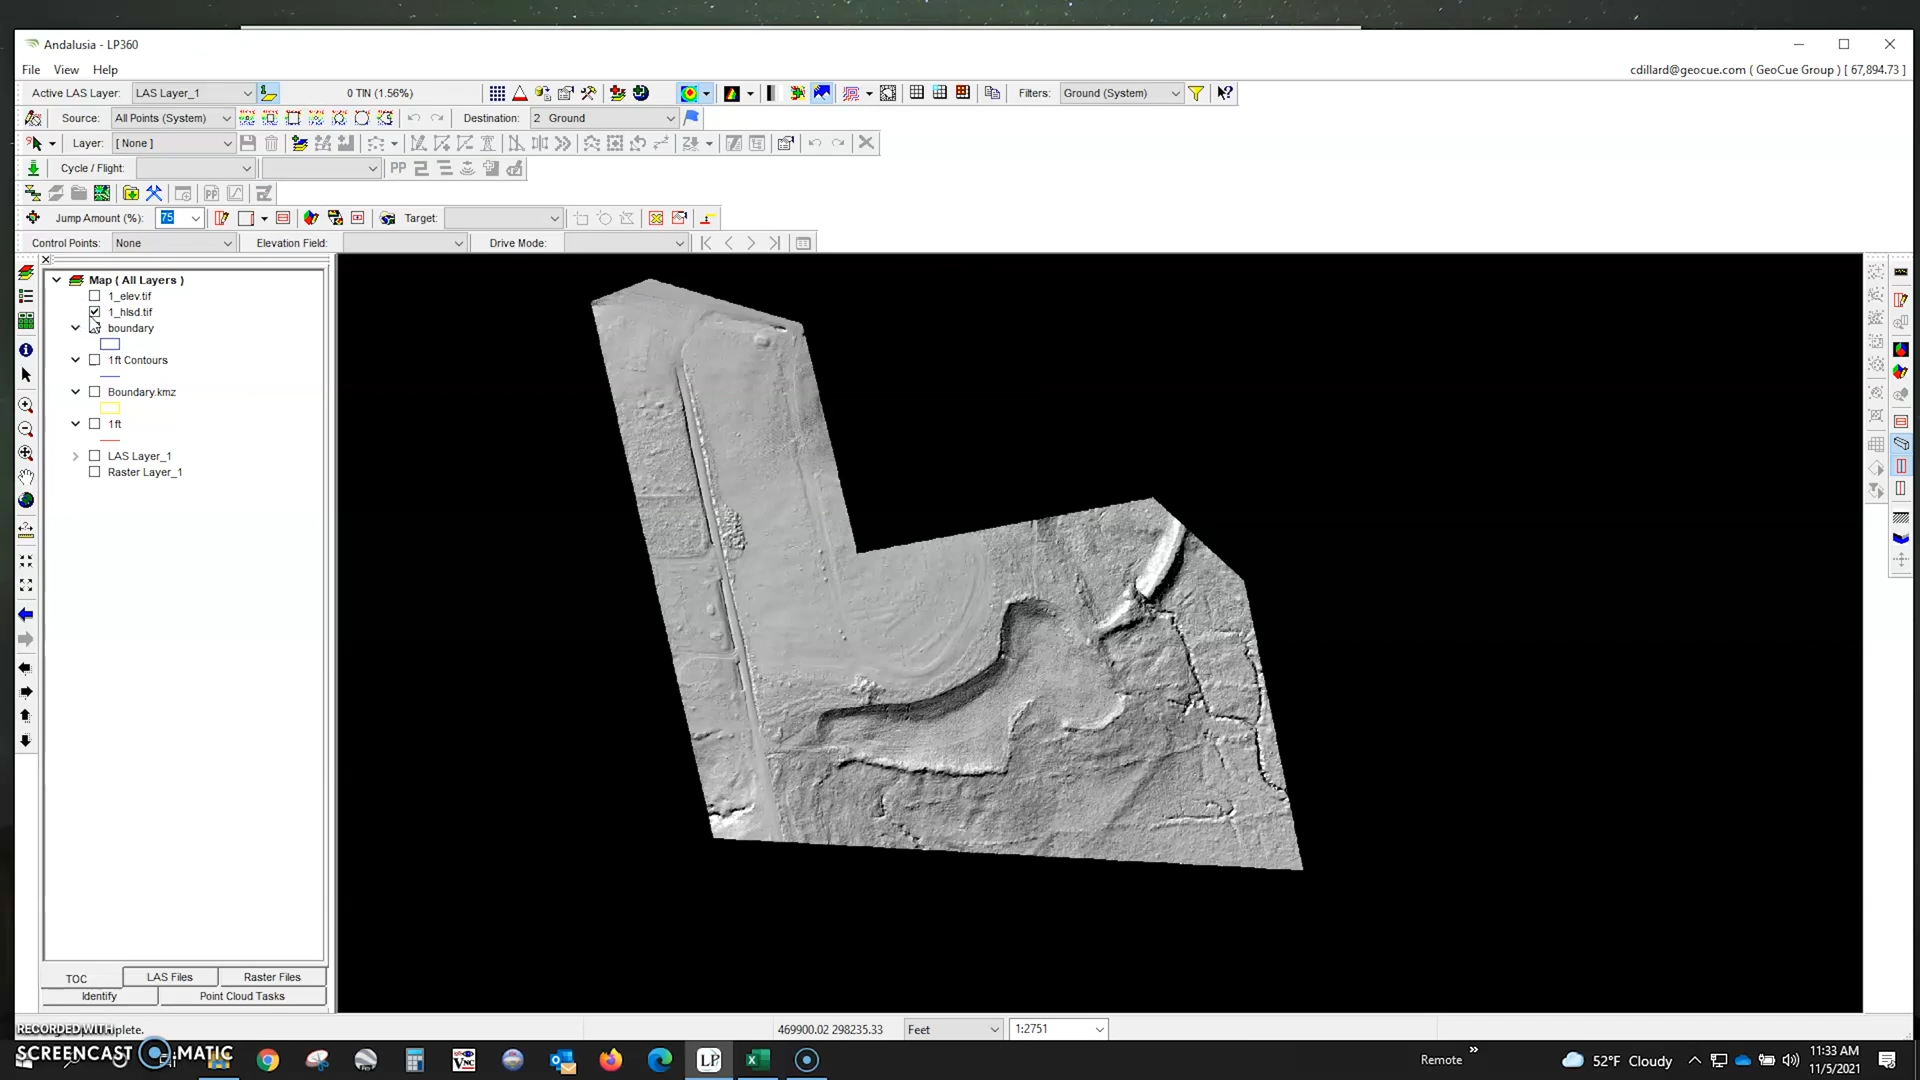 Andalusia - LP360
File View Help
cdillard@geocue.com ( GeoCue Group ) [ 67,894.73 ]
Active LAS Layer: LAS Layer_1 0 TIN (1.56%) Filters: Ground (System)
Source: All Points (System) Destination: 2 Ground
Layer: [ None ]
Cycle / Flight: PP
PP
Jump Amount (%): 75 Target:
Control Points: None Elevation Field: Drive Mode:
Map ( All Layers )
1_elev.tif
1_hlsd.tif
boundary
1ft Contours
Boundary.kmz
1ft
LAS Layer_1
Raster Layer_1
TOC LAS Files Raster Files
Identify Point Cloud Tasks
469900.02 298235.33 Feet 1:2751
RECORDED WITH
SCREENCAST MATIC
VNC
LP
Remote
52°F Cloudy
11:33 AM
11/5/2021